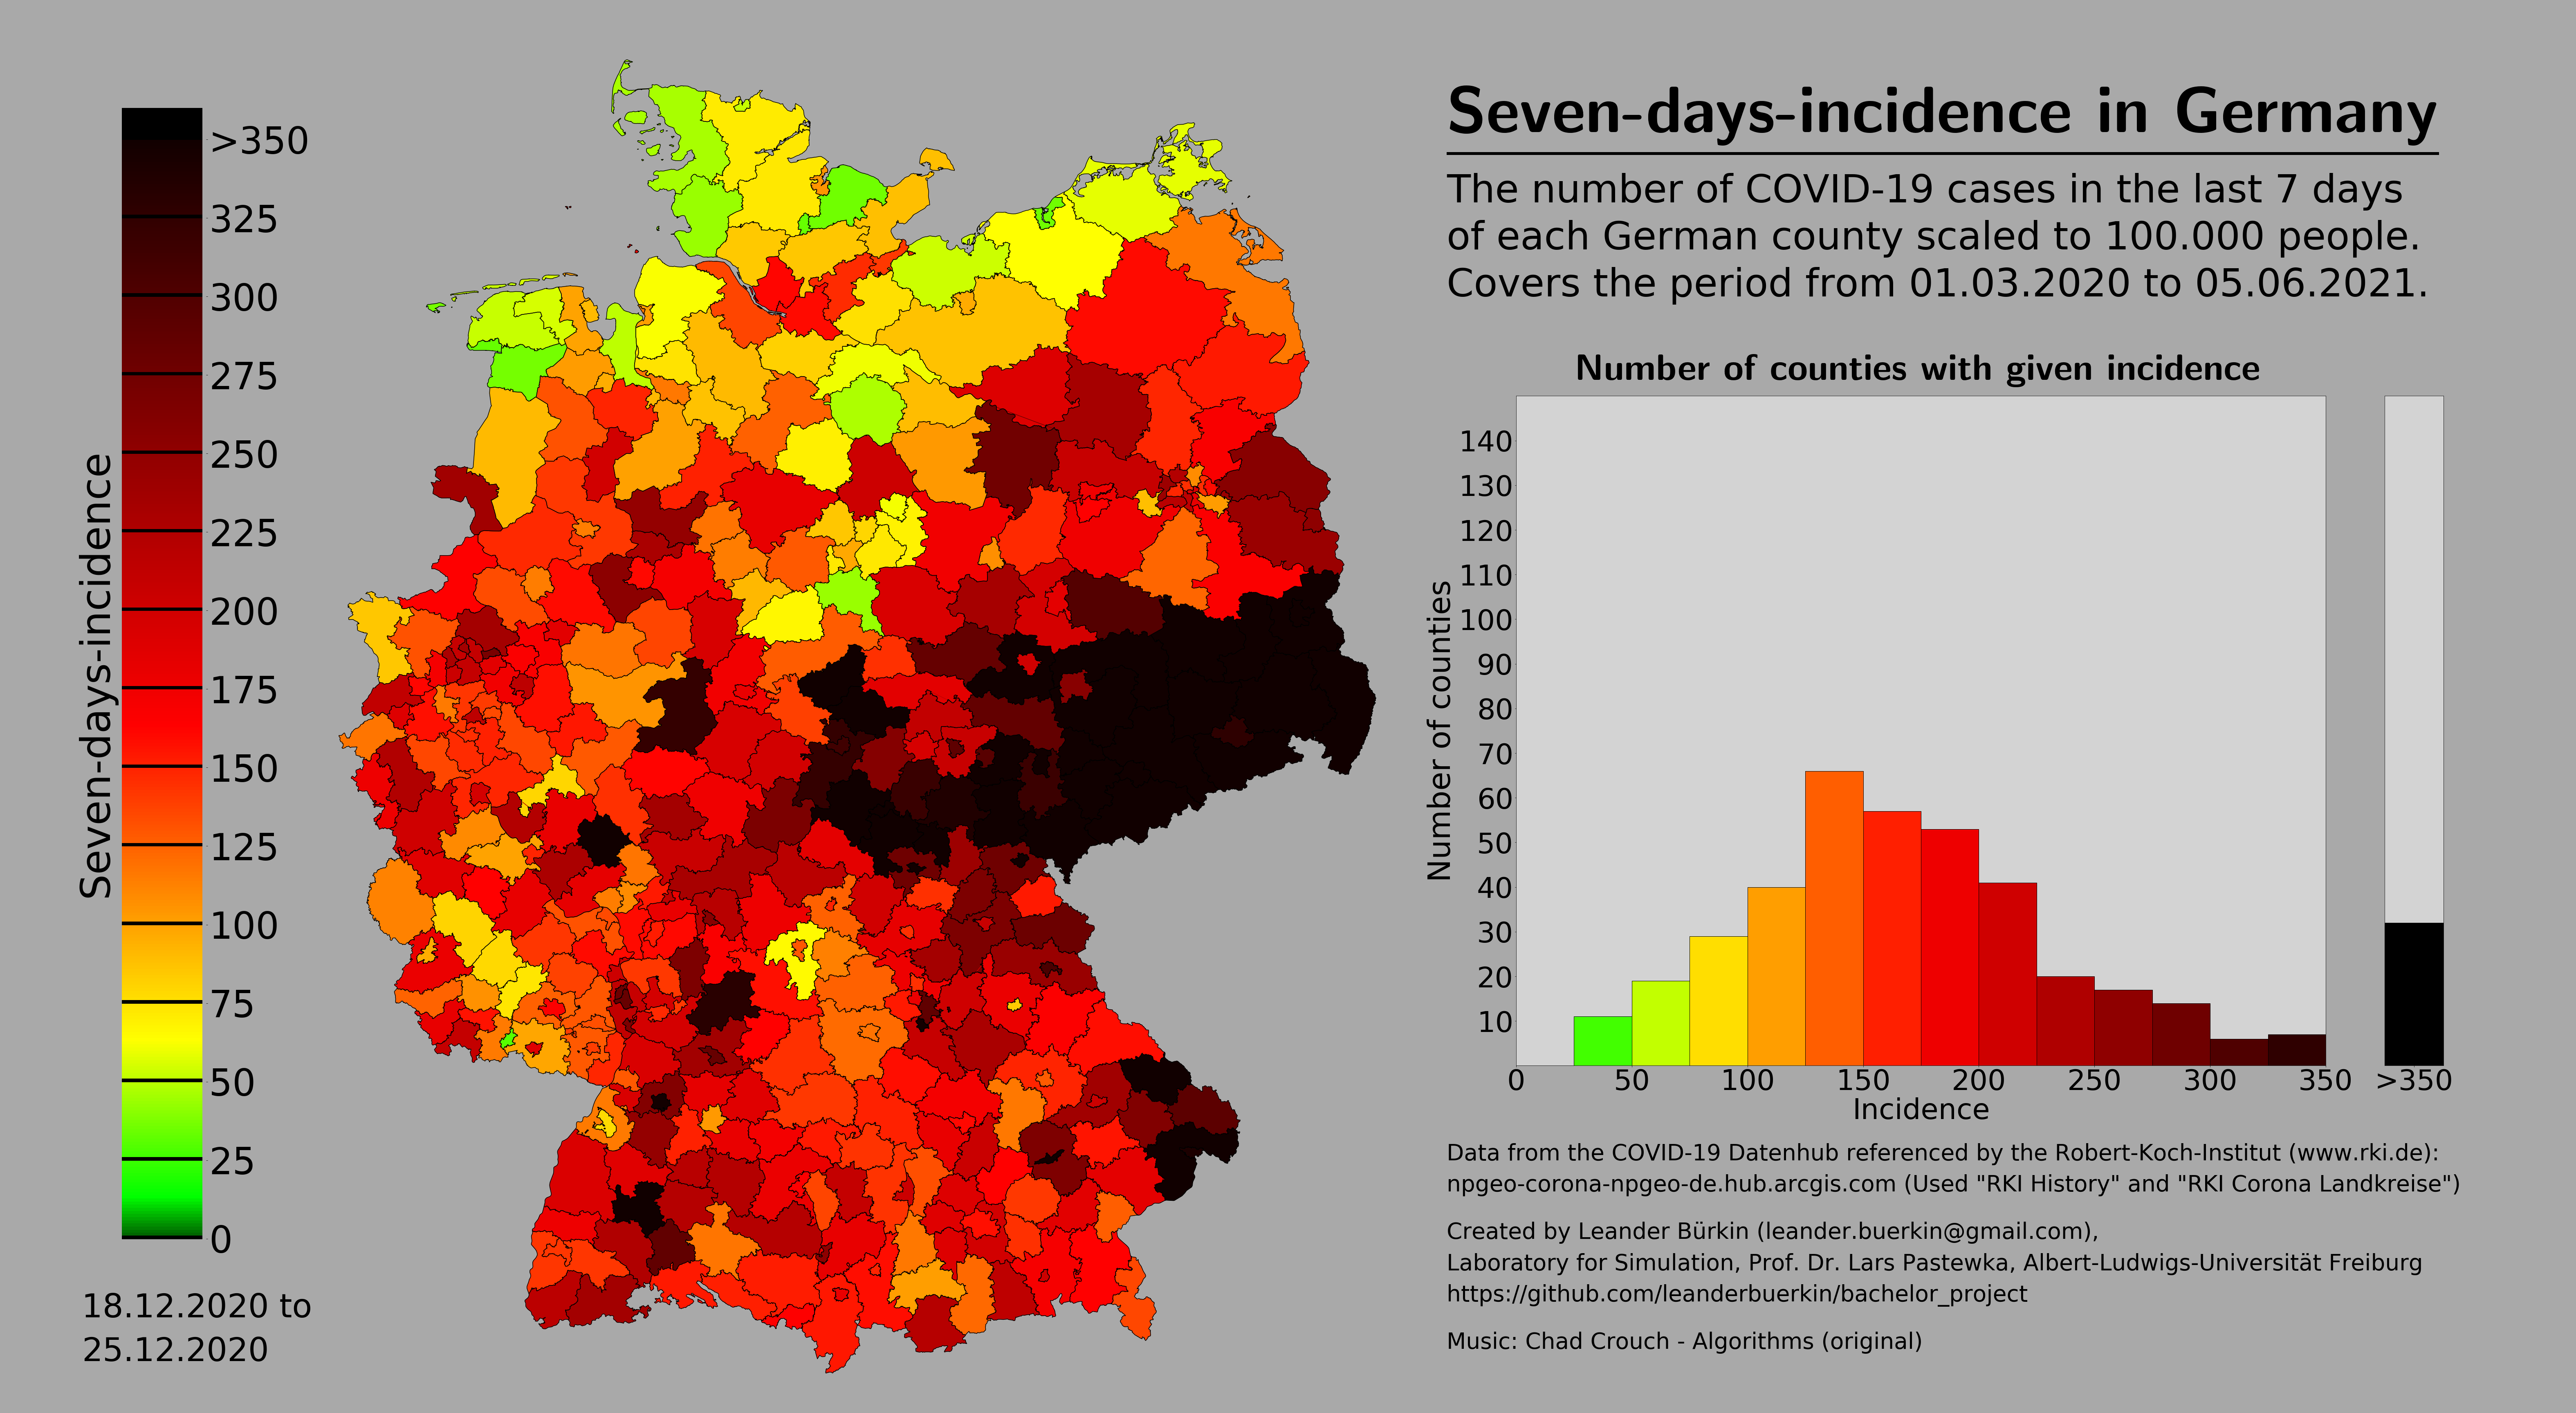 Seven-days-incidence in Germany
The number of COVID-19 cases in the last 7 days
of each German county scaled to 100.000 people.
Covers the period from 01.03.2020 to 05.06.2021.
Seven-days-incidence
>350
325
300
275
250
225
200
175
150
125
100
75
50
25
0
18.12.2020 to
25.12.2020
Number of counties with given incidence
Number of counties
140
130
120
110
100
90
80
70
60
50
40
30
20
10
0 50 100 150 200 250 300 350 >350
Incidence
Data from the COVID-19 Datenhub referenced by the Robert-Koch-Institut (www.rki.de):
npgeo-corona-npgeo-de.hub.arcgis.com (Used "RKI History" and "RKI Corona Landkreise")
Created by Leander Bürkin (leander.buerkin@gmail.com),
Laboratory for Simulation, Prof. Dr. Lars Pastewka, Albert-Ludwigs-Universität Freiburg
https://github.com/leanderbuerkin/bachelor_project
Music: Chad Crouch - Algorithms (original)